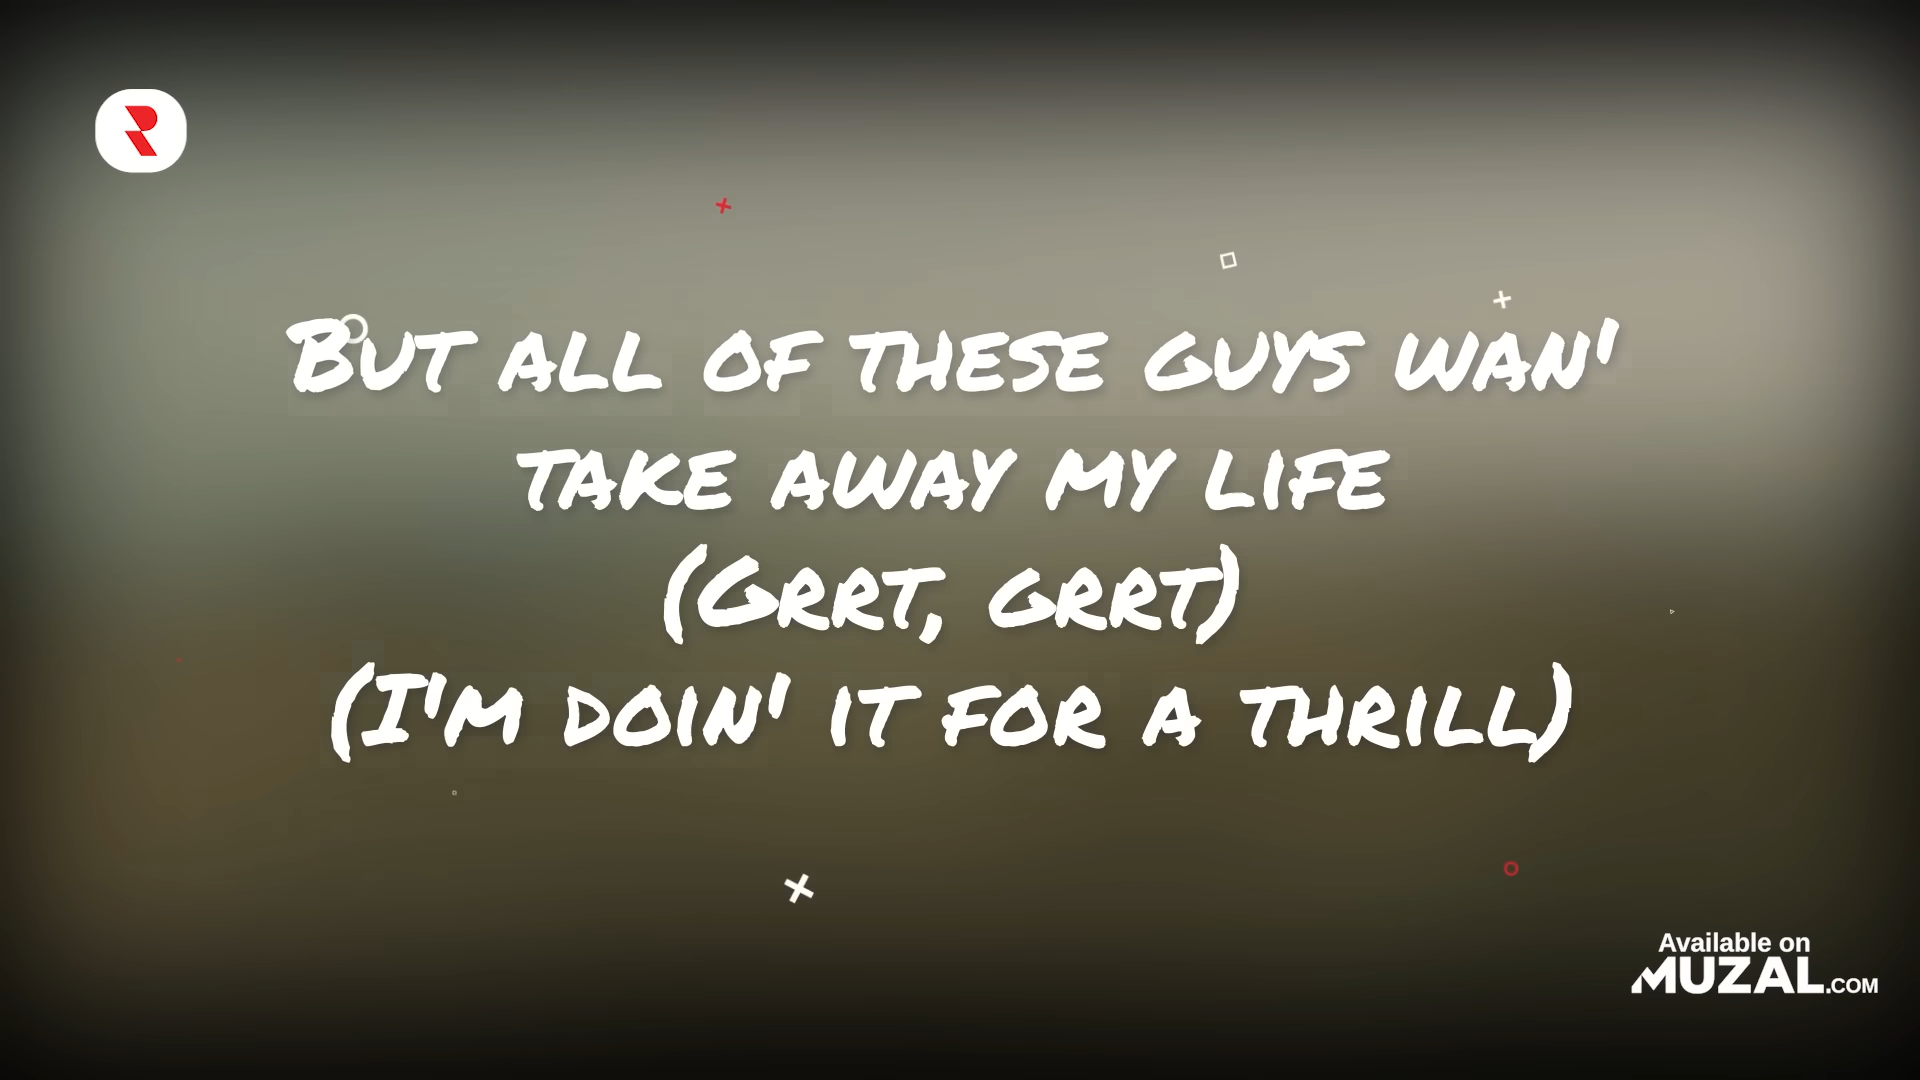 But all of these guys wan'
take away my life
(Grrt, grrt)
(I'm doin' it for a thrill)
Available on
MUZAL.COM